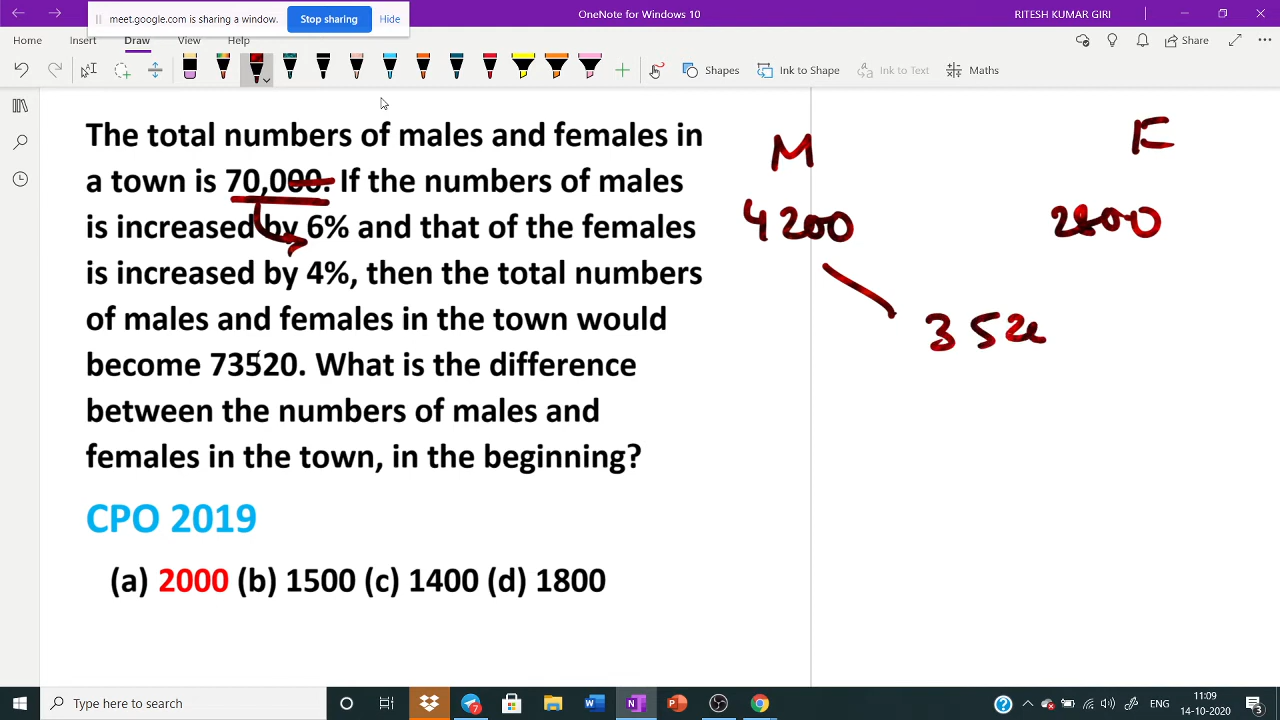 meet.google.com is sharing a window.
Stop sharing
Hide
OneNote for Windows 10
RITESH KUMAR GIRI
Home
Insert
Draw
View
Help
Share
Shapes
Ink to Shape
Ink to Text
Maths
The total numbers of males and females in
a town is 70,000. If the numbers of males
is increased by 6% and that of the females
is increased by 4%, then the total numbers
of males and females in the town would
become 73520. What is the difference
between the numbers of males and
females in the town, in the beginning?
CPO 2019
(a) 2000 (b) 1500 (c) 1400 (d) 1800
M
F
4200
2800
352
Type here to search
7
ENG
11:09
14-10-2020
3